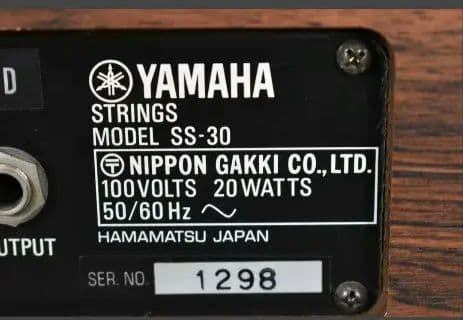 D
YAMAHA
STRINGS
MODEL SS-30
〒 NIPPON GAKKI CO.,LTD.
100VOLTS 20WATTS
50/60Hz ～
HAMAMATSU JAPAN
UTPUT
SER. NO. 1298